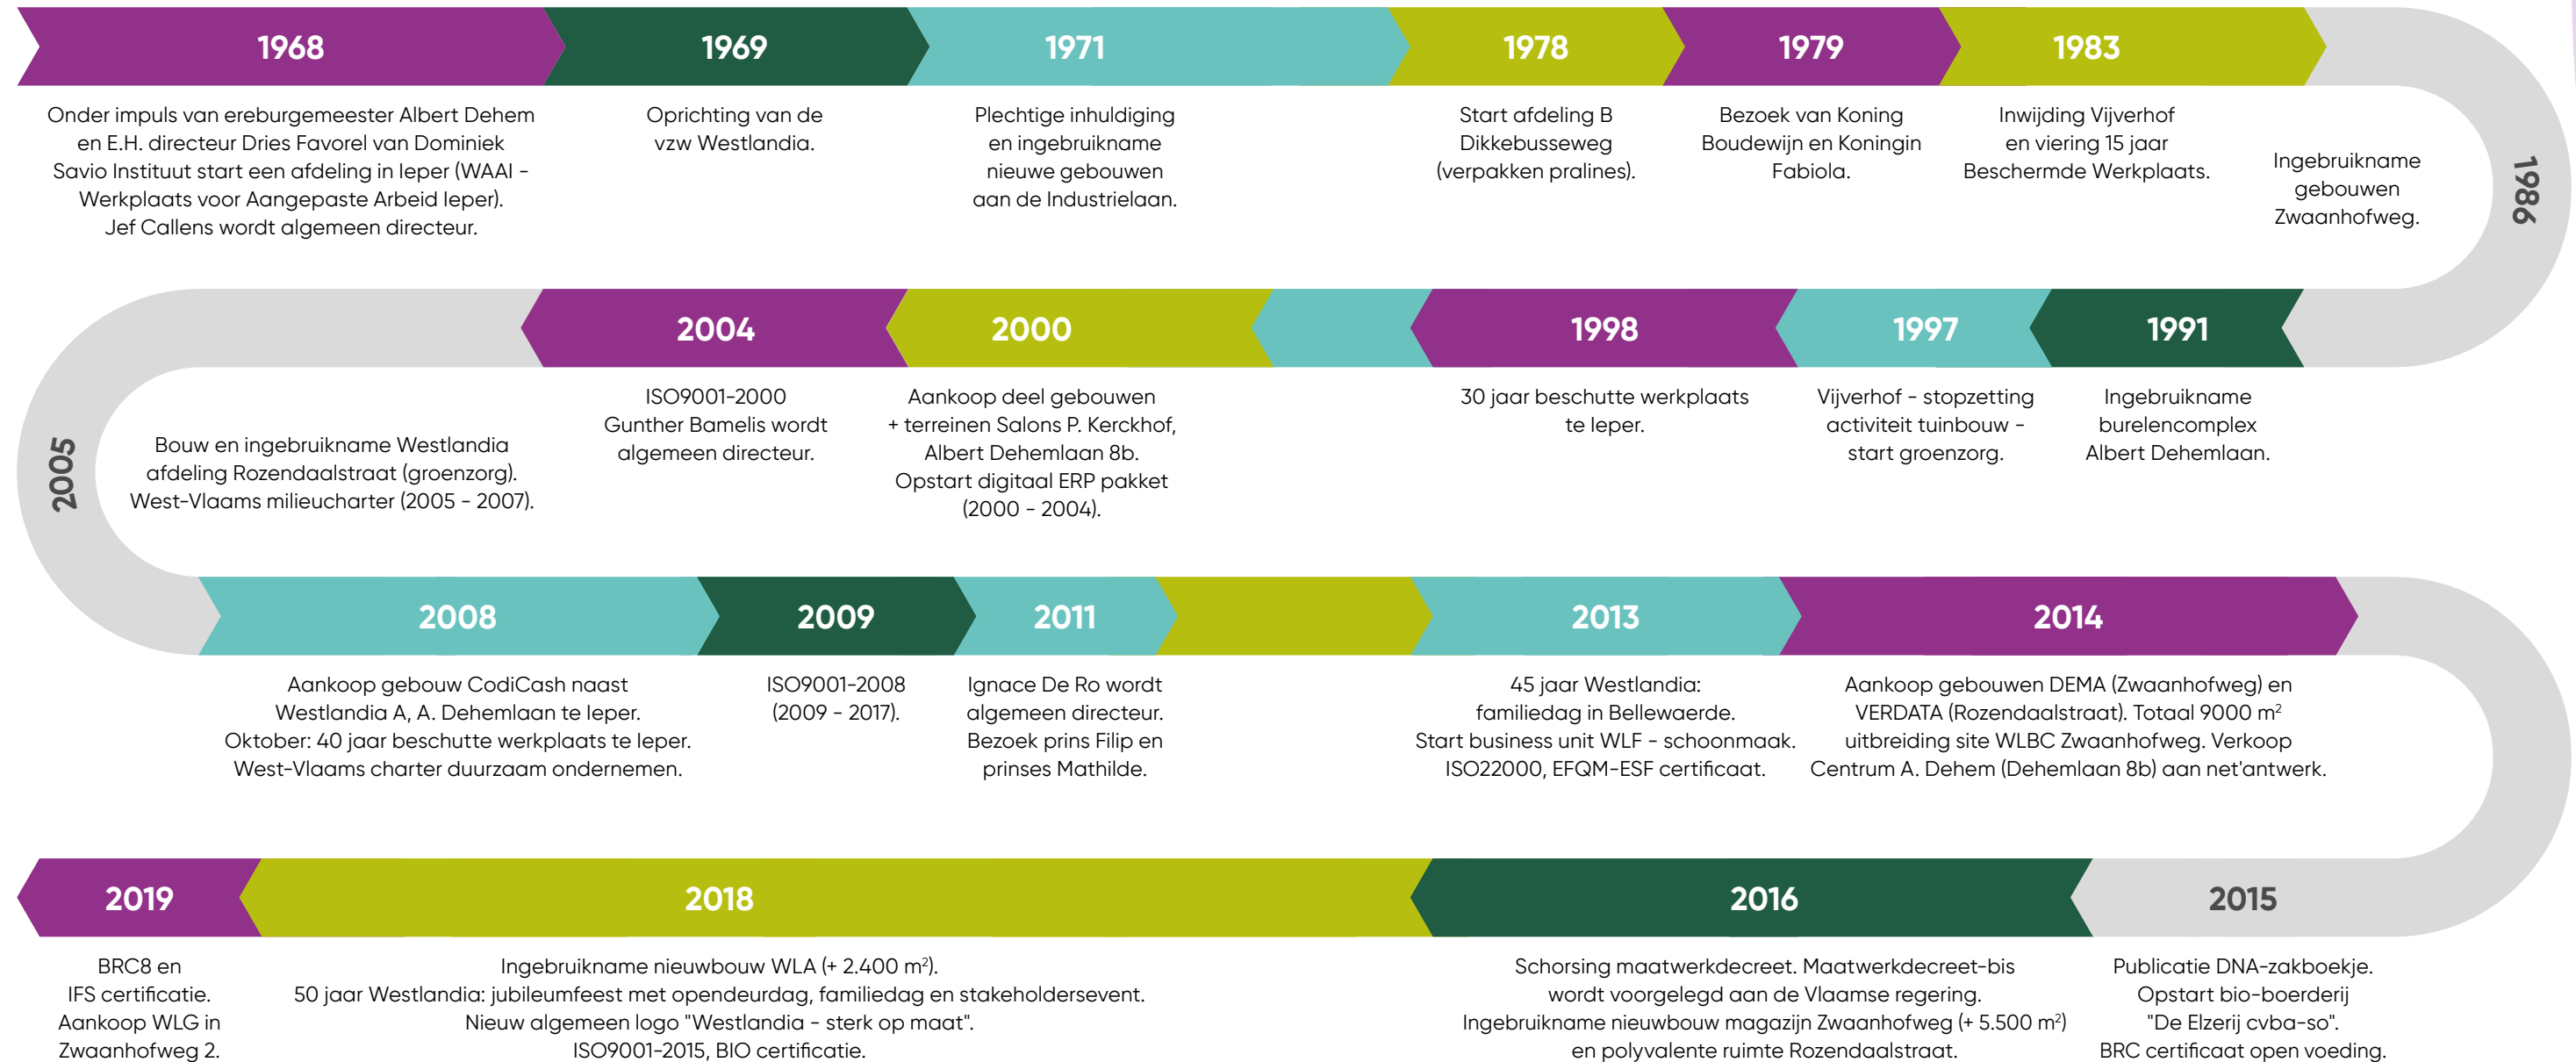 1968
Onder impuls van ereburgemeester Albert Dehem
en E.H. directeur Dries Favorel van Dominiek
Savio Instituut start een afdeling in Ieper (WAAI -
Werkplaats voor Aangepaste Arbeid Ieper).
Jef Callens wordt algemeen directeur.
1969
Oprichting van de
vzw Westlandia.
1971
Plechtige inhuldiging
en ingebruikname
nieuwe gebouwen
aan de Industrielaan.
1978
Start afdeling B
Dikkebusseweg
(verpakken pralines).
1979
Bezoek van Koning
Boudewijn en Koningin
Fabiola.
1983
Inwijding Vijverhof
en viering 15 jaar
Beschermde Werkplaats.
1986
Ingebruikname
gebouwen
Zwaanhofweg.
1991
Ingebruikname
burelencomplex
Albert Dehemlaan.
1997
Vijverhof - stopzetting
activiteit tuinbouw -
start groenzorg.
1998
30 jaar beschutte werkplaats
te Ieper.
2000
Aankoop deel gebouwen
+ terreinen Salons P. Kerckhof,
Albert Dehemlaan 8b.
Opstart digitaal ERP pakket
(2000 - 2004).
2004
ISO9001-2000
Gunther Bamelis wordt
algemeen directeur.
2005
Bouw en ingebruikname Westlandia
afdeling Rozendaalstraat (groenzorg).
West-Vlaams milieucharter (2005 - 2007).
2008
Aankoop gebouw CodiCash naast
Westlandia A, A. Dehemlaan te Ieper.
Oktober: 40 jaar beschutte werkplaats te Ieper.
West-Vlaams charter duurzaam ondernemen.
2009
ISO9001-2008
(2009 - 2017).
2011
Ignace De Ro wordt
algemeen directeur.
Bezoek prins Filip en
prinses Mathilde.
2013
45 jaar Westlandia:
familiedag in Bellewaerde.
Start business unit WLF - schoonmaak.
ISO22000, EFQM-ESF certificaat.
2014
Aankoop gebouwen DEMA (Zwaanhofweg) en
VERDATA (Rozendaalstraat). Totaal 9000 m²
uitbreiding site WLBC Zwaanhofweg. Verkoop
Centrum A. Dehem (Dehemlaan 8b) aan net'antwerk.
2015
Publicatie DNA-zakboekje.
Opstart bio-boerderij
"De Elzerij cvba-so".
BRC certificaat open voeding.
2016
Schorsing maatwerkdecreet. Maatwerkdecreet-bis
wordt voorgelegd aan de Vlaamse regering.
Ingebruikname nieuwbouw magazijn Zwaanhofweg (+ 5.500 m²)
en polyvalente ruimte Rozendaalstraat.
2018
Ingebruikname nieuwbouw WLA (+ 2.400 m²).
50 jaar Westlandia: jubileumfeest met opendeurdag, familiedag en stakeholdersevent.
Nieuw algemeen logo "Westlandia - sterk op maat".
ISO9001-2015, BIO certificatie.
2019
BRC8 en
IFS certificatie.
Aankoop WLG in
Zwaanhofweg 2.